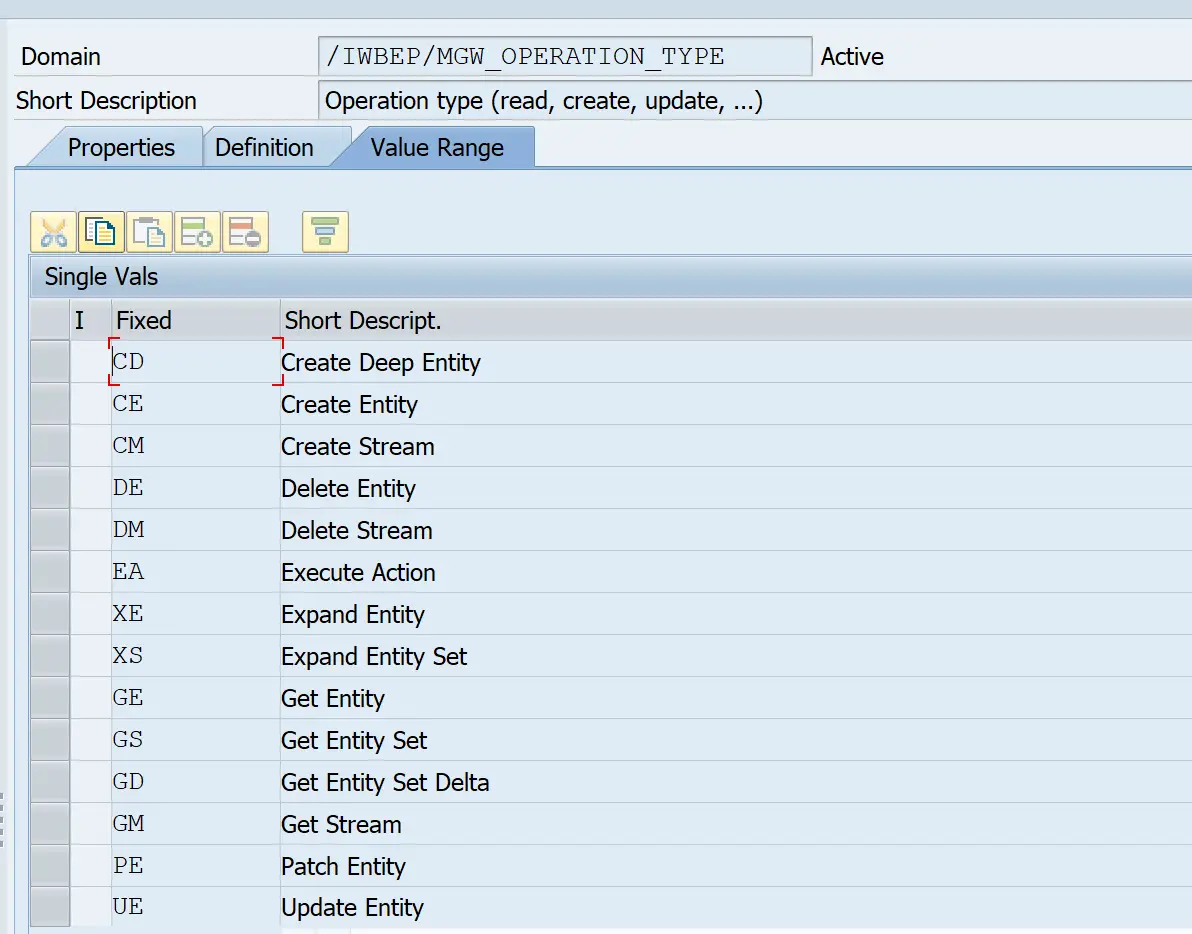 Domain /IWBEP/MGW_OPERATION_TYPE Active
Short Description Operation type (read, create, update, ...)
Properties Definition Value Range
Single Vals
I Fixed Short Descript.
CD Create Deep Entity
CE Create Entity
CM Create Stream
DE Delete Entity
DM Delete Stream
EA Execute Action
XE Expand Entity
XS Expand Entity Set
GE Get Entity
GS Get Entity Set
GD Get Entity Set Delta
GM Get Stream
PE Patch Entity
UE Update Entity